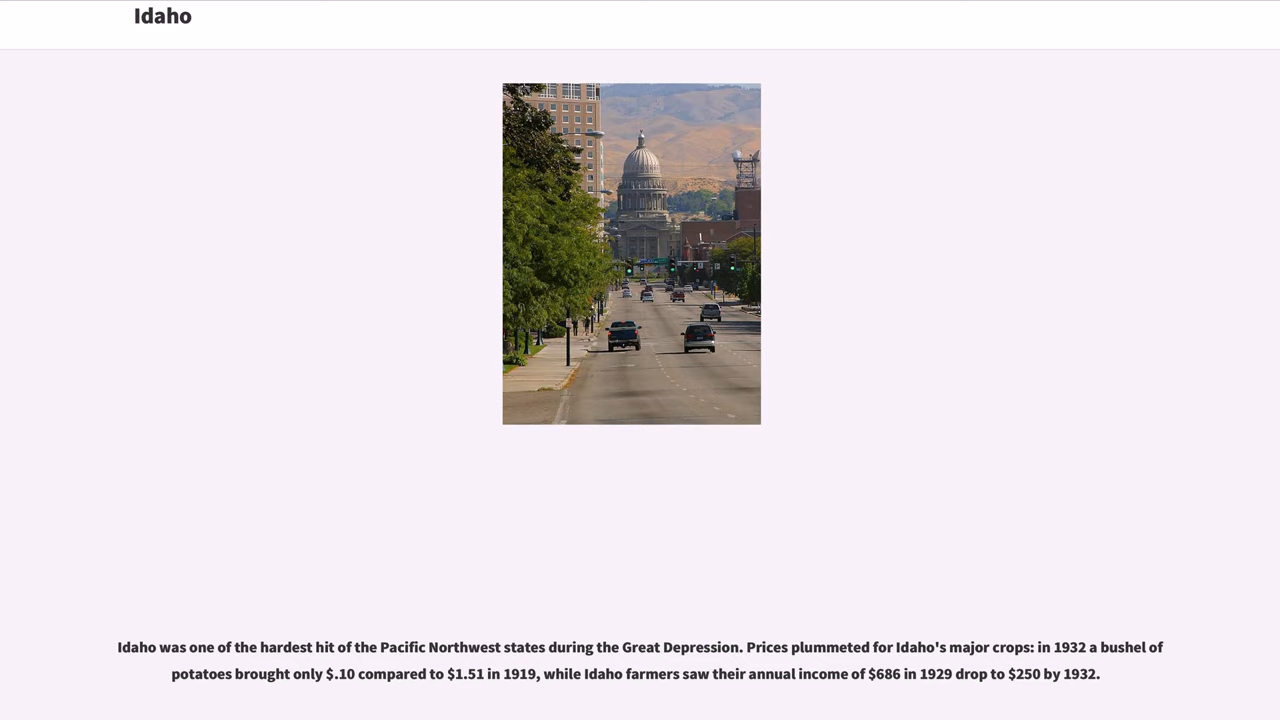 Idaho
Idaho was one of the hardest hit of the Pacific Northwest states during the Great Depression. Prices plummeted for Idaho's major crops: in 1932 a bushel of
potatoes brought only $.10 compared to $1.51 in 1919, while Idaho farmers saw their annual income of $686 in 1929 drop to $250 by 1932.